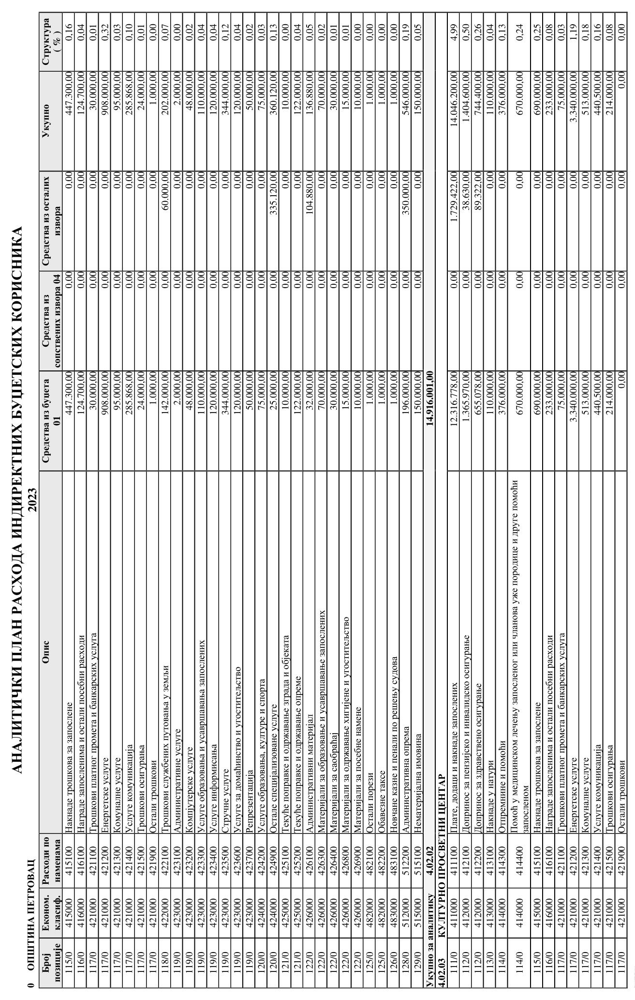 АНАЛИТИЧКИ ПЛАН РАСХОДА ИНДИРЕКТНИХ БУЏЕТСКИХ КОРИСНИКА
2023
0 ОПШТИНА ПЕТРОВАЦ
Број позиције Економ. класиф. Расходи по наменама Опис Средства из буџета 01 Средства из сопствених извора 04 Средства из осталих извора Укупно Структура ( % )
115/0 415000 415100 Накнаде трошкова за запослене 447.300,00 0,00 0,00 447.300,00 0,16
116/0 416000 416100 Награде запосленима и остали посебни расходи 124.700,00 0,00 0,00 124.700,00 0,04
117/0 421000 421100 Трошкови платног промета и банкарских услуга 30.000,00 0,00 0,00 30.000,00 0,01
117/0 421000 421200 Енергетске услуге 908.000,00 0,00 0,00 908.000,00 0,32
117/0 421000 421300 Комуналне услуге 95.000,00 0,00 0,00 95.000,00 0,03
117/0 421000 421400 Услуге комуникација 285.868,00 0,00 0,00 285.868,00 0,10
117/0 421000 421500 Трошкови осигурања 24.000,00 0,00 0,00 24.000,00 0,01
117/0 421000 421900 Остали трошкови 1.000,00 0,00 0,00 1.000,00 0,00
118/0 422000 422100 Трошкови службених путовања у земљи 142.000,00 0,00 60.000,00 202.000,00 0,07
119/0 423000 423100 Административне услуге 2.000,00 0,00 0,00 2.000,00 0,00
119/0 423000 423200 Компјутерске услуге 48.000,00 0,00 0,00 48.000,00 0,02
119/0 423000 423300 Услуге образовања и усавршавања запослених 110.000,00 0,00 0,00 110.000,00 0,04
119/0 423000 423400 Услуге информисања 120.000,00 0,00 0,00 120.000,00 0,04
119/0 423000 423500 Стручне услуге 344.000,00 0,00 0,00 344.000,00 0,12
119/0 423000 423600 Услуге за домаћинство и угоститељство 120.000,00 0,00 0,00 120.000,00 0,04
119/0 423000 423700 Репрезентација 50.000,00 0,00 0,00 50.000,00 0,02
120/0 424000 424200 Услуге образовања, културе и спорта 75.000,00 0,00 0,00 75.000,00 0,03
120/0 424000 424900 Остале специјализоване услуге 25.000,00 0,00 335.120,00 360.120,00 0,13
121/0 425000 425100 Текуће поправке и одржавање зграда и објеката 10.000,00 0,00 0,00 10.000,00 0,00
121/0 425000 425200 Текуће поправке и одржавање опреме 122.000,00 0,00 0,00 122.000,00 0,04
122/0 426000 426100 Административни материјал 32.000,00 0,00 104.880,00 136.880,00 0,05
122/0 426000 426300 Материјали за образовање и усавршавање запослених 70.000,00 0,00 0,00 70.000,00 0,02
122/0 426000 426400 Материјали за саобраћај 30.000,00 0,00 0,00 30.000,00 0,01
122/0 426000 426800 Материјали за одржавање хигијене и угоститељство 15.000,00 0,00 0,00 15.000,00 0,01
122/0 426000 426900 Материјали за посебне намене 10.000,00 0,00 0,00 10.000,00 0,00
125/0 482000 482100 Остали порези 1.000,00 0,00 0,00 1.000,00 0,00
125/0 482000 482200 Обавезне таксе 1.000,00 0,00 0,00 1.000,00 0,00
126/0 483000 483100 Новчане казне и пенали по решењу судова 1.000,00 0,00 0,00 1.000,00 0,00
128/0 512000 512200 Административна опрема 196.000,00 0,00 350.000,00 546.000,00 0,19
129/0 515000 515100 Нематеријална имовина 150.000,00 0,00 0,00 150.000,00 0,05
Укупно за аналитику 4.02.02 14.916.001,00
4.02.03 КУЛТУРНО ПРОСВЕТНИ ЦЕНТАР
111/0 411000 411100 Плате, додаци и накнаде запослених 12.316.778,00 0,00 1.729.422,00 14.046.200,00 4,99
112/0 412000 412100 Допринос за пензијско и инвалидско осигурање 1.365.970,00 0,00 38.630,00 1.404.600,00 0,50
112/0 412000 412200 Допринос за здравствено осигурање 655.078,00 0,00 89.322,00 744.400,00 0,26
113/0 413000 413100 Накнаде у натури 110.000,00 0,00 0,00 110.000,00 0,04
114/0 414000 414300 Отпремнине и помоћи 376.000,00 0,00 0,00 376.000,00 0,13
114/0 414000 414400 Помоћ у медицинском лечењу запосленог или чланова уже породице и друге помоћи запосленом 670.000,00 0,00 0,00 670.000,00 0,24
115/0 415000 415100 Накнаде трошкова за запослене 690.000,00 0,00 0,00 690.000,00 0,25
116/0 416000 416100 Награде запосленима и остали посебни расходи 233.000,00 0,00 0,00 233.000,00 0,08
117/0 421000 421100 Трошкови платног промета и банкарских услуга 75.000,00 0,00 0,00 75.000,00 0,03
117/0 421000 421200 Енергетске услуге 3.340.000,00 0,00 0,00 3.340.000,00 1,19
117/0 421000 421300 Комуналне услуге 513.000,00 0,00 0,00 513.000,00 0,18
117/0 421000 421400 Услуге комуникација 440.500,00 0,00 0,00 440.500,00 0,16
117/0 421000 421500 Трошкови осигурања 214.000,00 0,00 0,00 214.000,00 0,08
117/0 421000 421900 Остали трошкови 0,00 0,00 0,00 0,00 0,00